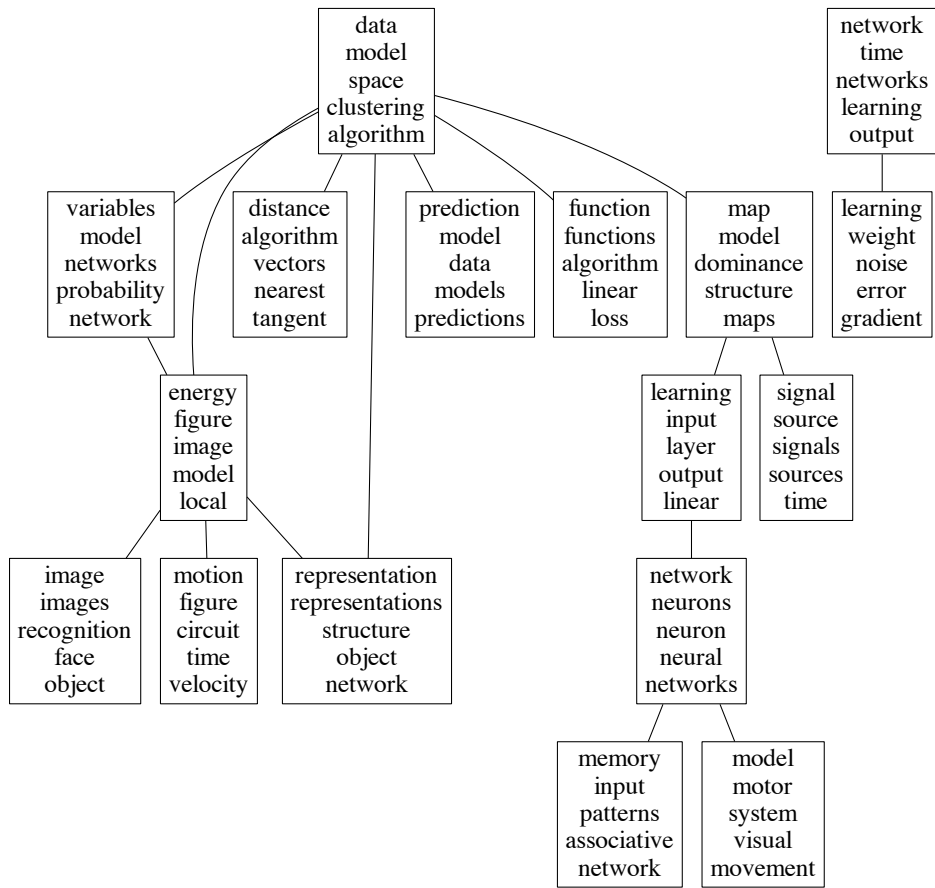 data
model
space
clustering
algorithm
network
time
networks
learning
output
variables
model
networks
probability
network
distance
algorithm
vectors
nearest
tangent
prediction
model
data
models
predictions
function
functions
algorithm
linear
loss
map
model
dominance
structure
maps
learning
weight
noise
error
gradient
energy
figure
image
model
local
learning
input
layer
output
linear
signal
source
signals
sources
time
image
images
recognition
face
object
motion
figure
circuit
time
velocity
representation
representations
structure
object
network
network
neurons
neuron
neural
networks
memory
input
patterns
associative
network
model
motor
system
visual
movement